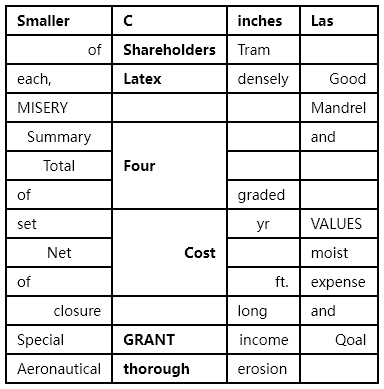 Smaller C inches Las
of Shareholders Tram
each, Latex densely Good
MISERY Mandrel
Summary and
Total Four
of graded
set yr VALUES
Net Cost moist
of ft. expense
closure long and
Special GRANT income Qoal
Aeronautical thorough erosion